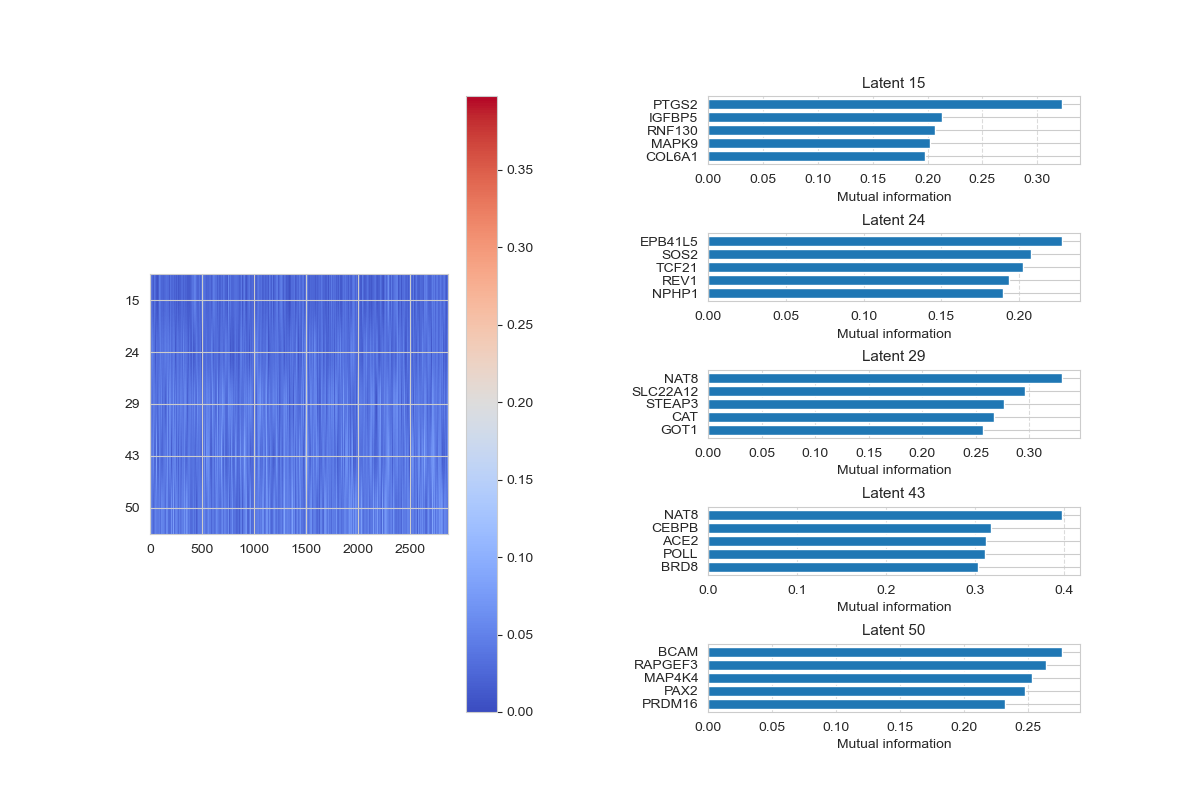 15
24
29
43
50
0 500 1000 1500 2000 2500
0.35
0.30
0.25
0.20
0.15
0.10
0.05
0.00
Latent 15
PTGS2
IGFBP5
RNF130
MAPK9
COL6A1
0.00 0.05 0.10 0.15 0.20 0.25 0.30
Mutual information
Latent 24
EPB41L5
SOS2
TCF21
REV1
NPHP1
0.00 0.05 0.10 0.15 0.20
Mutual information
Latent 29
NAT8
SLC22A12
STEAP3
CAT
GOT1
0.00 0.05 0.10 0.15 0.20 0.25 0.30
Mutual information
Latent 43
NAT8
CEBPB
ACE2
POLL
BRD8
0.0 0.1 0.2 0.3 0.4
Mutual information
Latent 50
BCAM
RAPGEF3
MAP4K4
PAX2
PRDM16
0.00 0.05 0.10 0.15 0.20 0.25
Mutual information